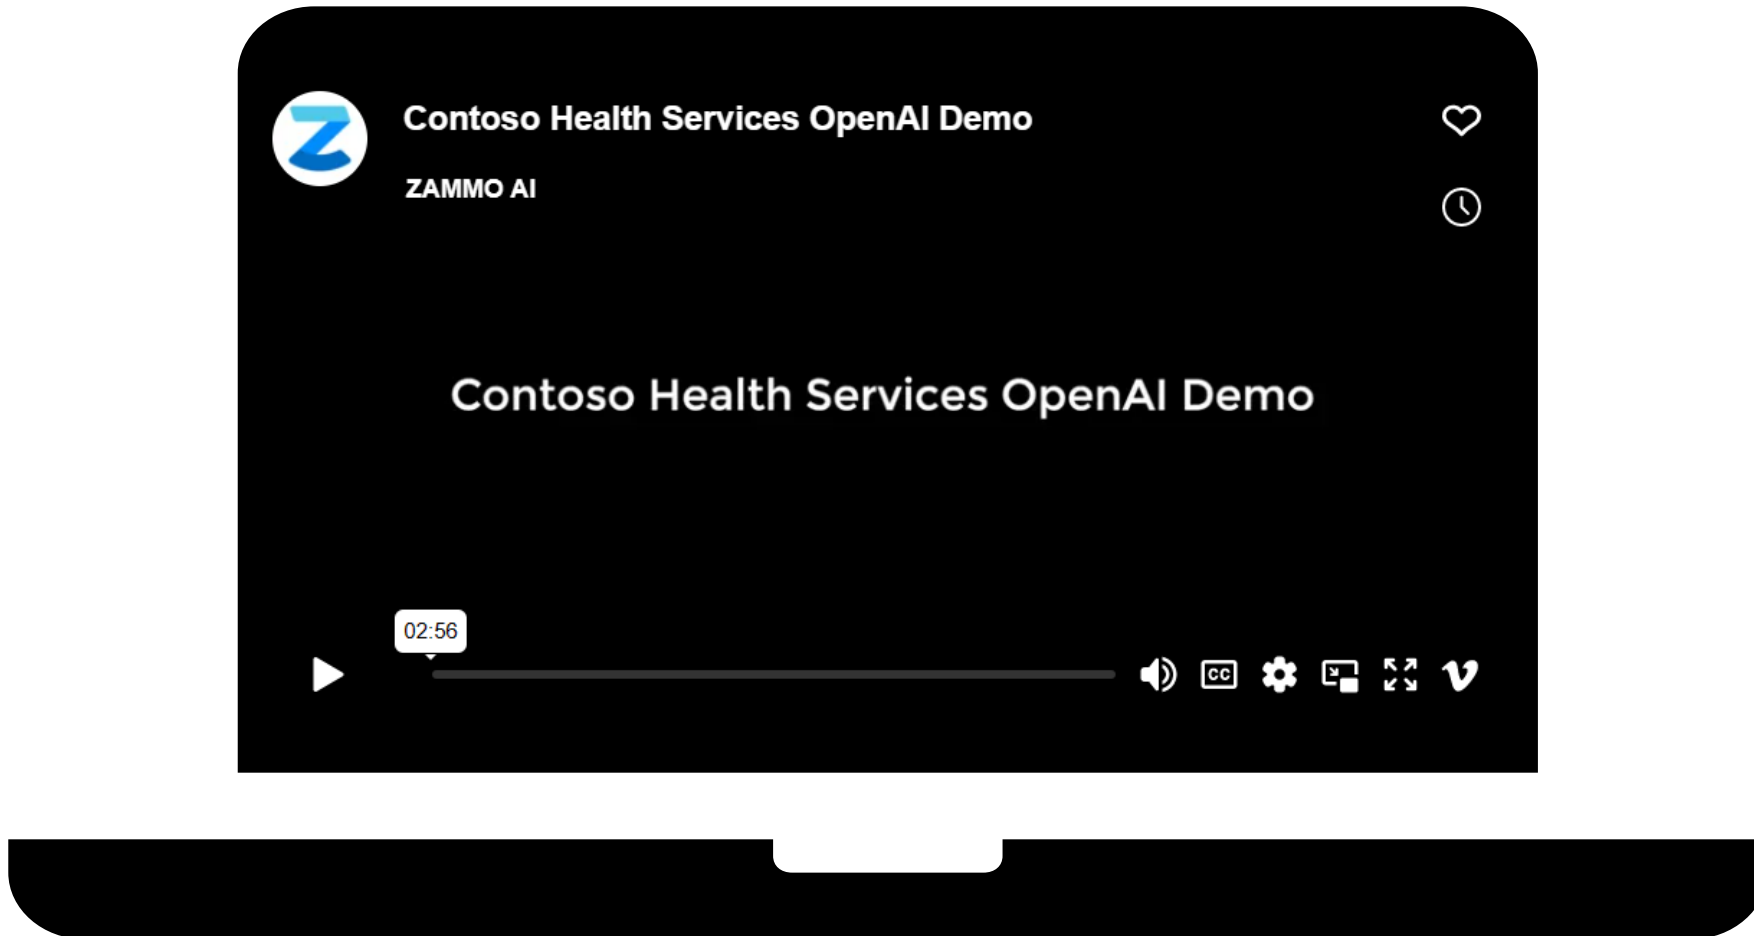 Contoso Health Services OpenAI Demo
ZAMMO AI
Contoso Health Services OpenAI Demo
02:56
CC